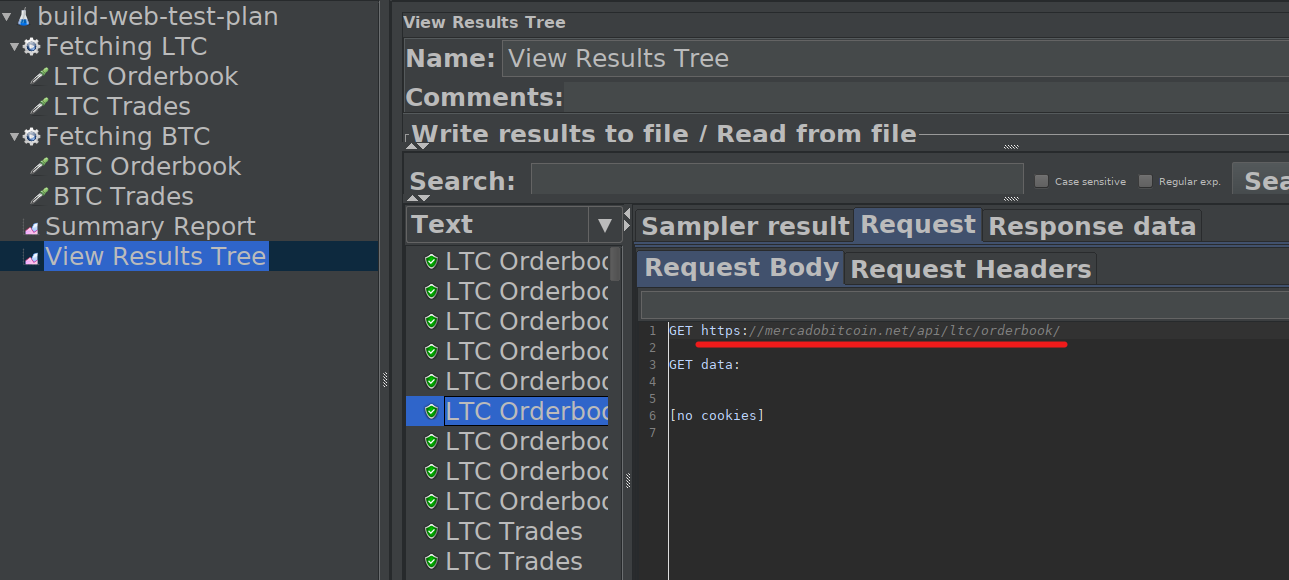 build-web-test-plan
Fetching LTC
LTC Orderbook
LTC Trades
Fetching BTC
BTC Orderbook
BTC Trades
Summary Report
View Results Tree
View Results Tree
Name: View Results Tree
Comments:
Write results to file / Read from file
Search: Case sensitive Regular exp. Sea
Text
LTC Orderboo
LTC Orderboo
LTC Orderboo
LTC Orderboo
LTC Orderboo
LTC Orderboo
LTC Orderboo
LTC Orderboo
LTC Orderboo
LTC Trades
LTC Trades
Sampler result Request Response data
Request Body Request Headers
1 GET https://mercadobitcoin.net/api/ltc/orderbook/
2
3 GET data:
4
5
6 [no cookies]
7